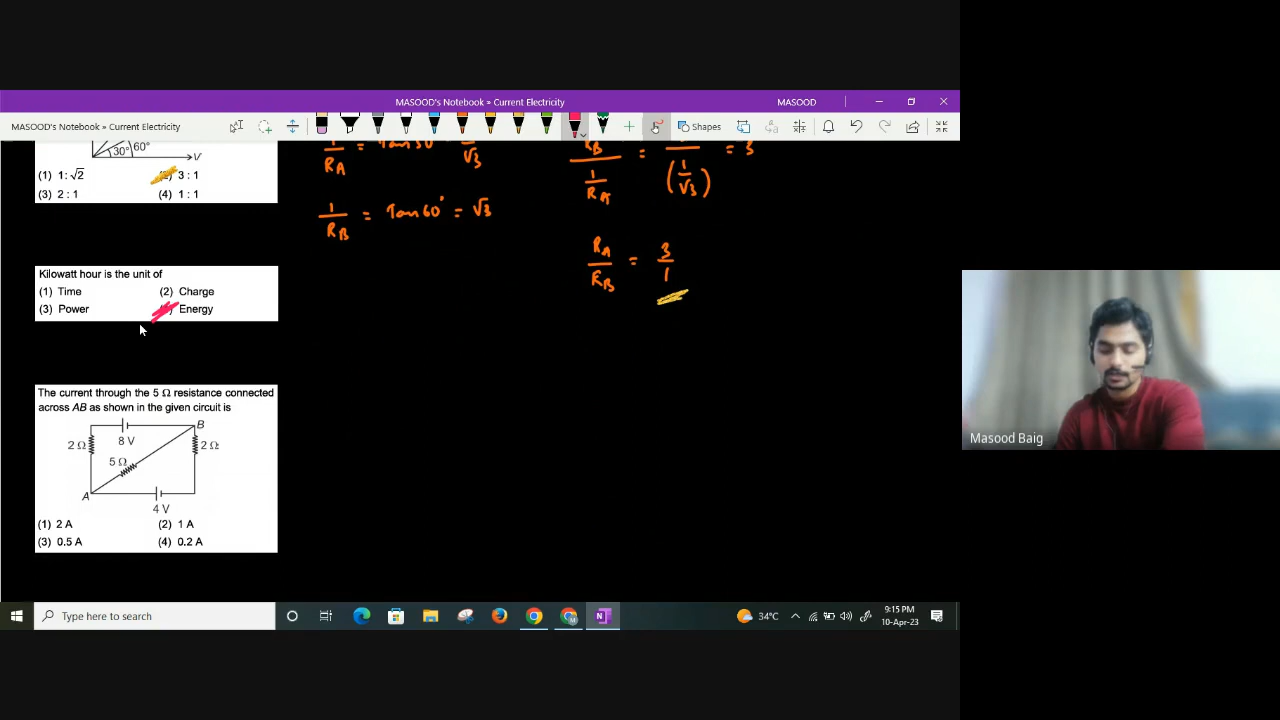 MASOOD's Notebook » Current Electricity
MASOOD
MASOOD's Notebook » Current Electricity
Shapes
30° 60° V
(1) 1:√2
3 : 1
(3) 2 : 1
(4) 1 : 1
1/R_A = Tan30° = 1/√3
1/R_B = Tan60° = √3
= 3
1/R_A
(1/√3)
R_A/R_B = 3/1
Kilowatt hour is the unit of
(1) Time
(2) Charge
(3) Power
Energy
The current through the 5 Ω resistance connected
across AB as shown in the given circuit is
B
8 V
2 Ω
2 Ω
5 Ω
A
4 V
(1) 2 A
(2) 1 A
(3) 0.5 A
(4) 0.2 A
Masood Baig
Type here to search
34°C
9:15 PM
10-Apr-23